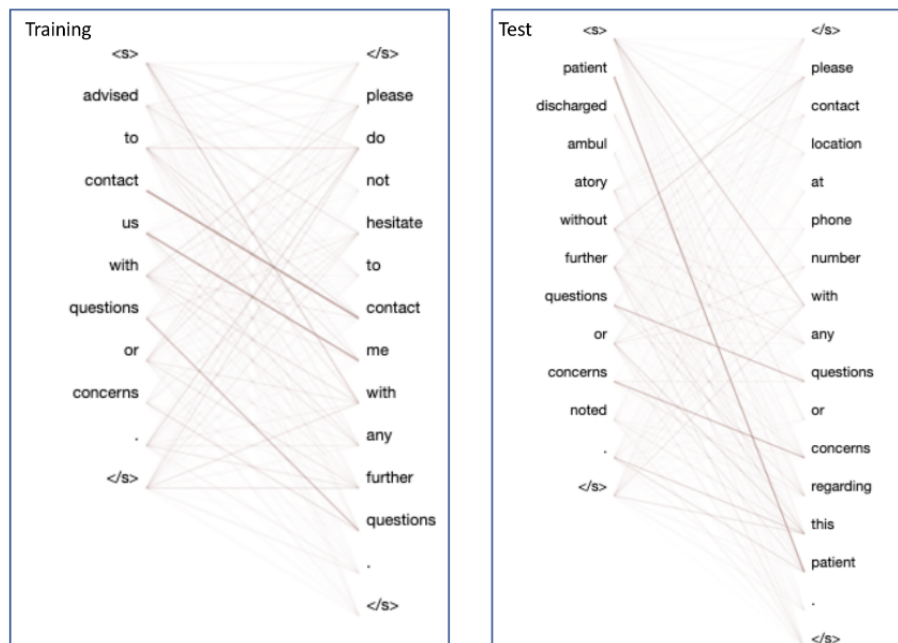 Training
<s>
advised
to
contact
us
with
questions
or
concerns
.
</s>
</s>
please
do
not
hesitate
to
contact
me
with
any
further
questions
.
</s>
Test
<s>
patient
discharged
ambul
atory
without
further
questions
or
concerns
noted
.
</s>
</s>
please
contact
location
at
phone
number
with
any
questions
or
concerns
regarding
this
patient
.
</s>